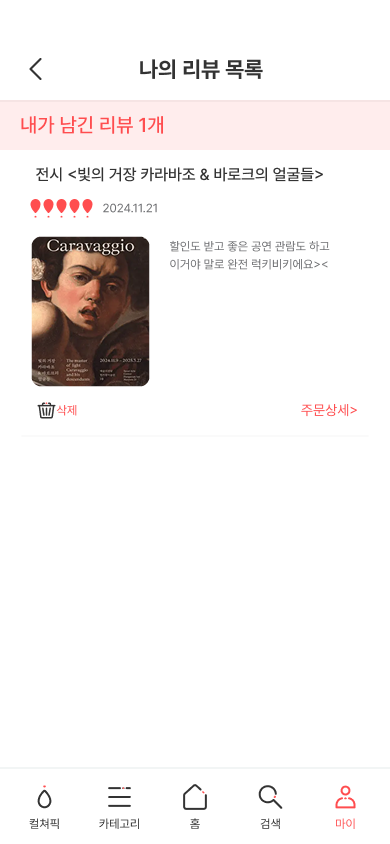 나의 리뷰 목록
내가 남긴 리뷰 1개
전시 <빛의 거장 카라바조 & 바로크의 얼굴들>
2024.11.21
Caravaggio
할인도 받고 좋은 공연 관람도 하고
이거야 말로 완전 럭키비키에요><
빛의 거장
카라바조 &
바로크의
얼굴들
The master
of light
Caravaggio
and his
descendants
2024.11.9 - 2025.3.27
삭제
주문상세>
컬쳐픽
카테고리
홈
검색
마이